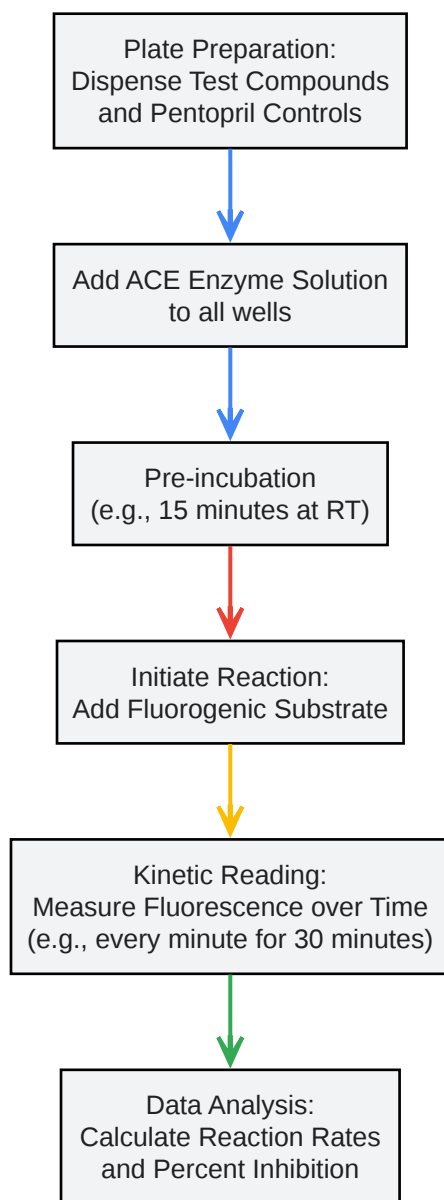 Plate Preparation:
Dispense Test Compounds
and Pentopril Controls
Add ACE Enzyme Solution
to all wells
Pre-incubation
(e.g., 15 minutes at RT)
Initiate Reaction:
Add Fluorogenic Substrate
Kinetic Reading:
Measure Fluorescence over Time
(e.g., every minute for 30 minutes)
Data Analysis:
Calculate Reaction Rates
and Percent Inhibition